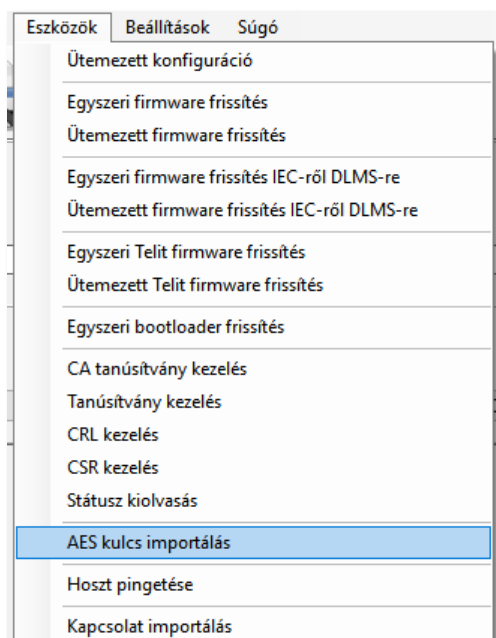 Eszközök Beállítások Súgó
Ütemezett konfiguráció
Egyszeri firmware frissítés
Ütemezett firmware frissítés
Egyszeri firmware frissítés IEC-ről DLMS-re
Ütemezett firmware frissítés IEC-ről DLMS-re
Egyszeri Telit firmware frissítés
Ütemezett Telit firmware frissítés
Egyszeri bootloader frissítés
CA tanúsítvány kezelés
Tanúsítvány kezelés
CRL kezelés
CSR kezelés
Státusz kiolvasás
AES kulcs importálás
Hoszt pingetése
Kapcsolat importálás